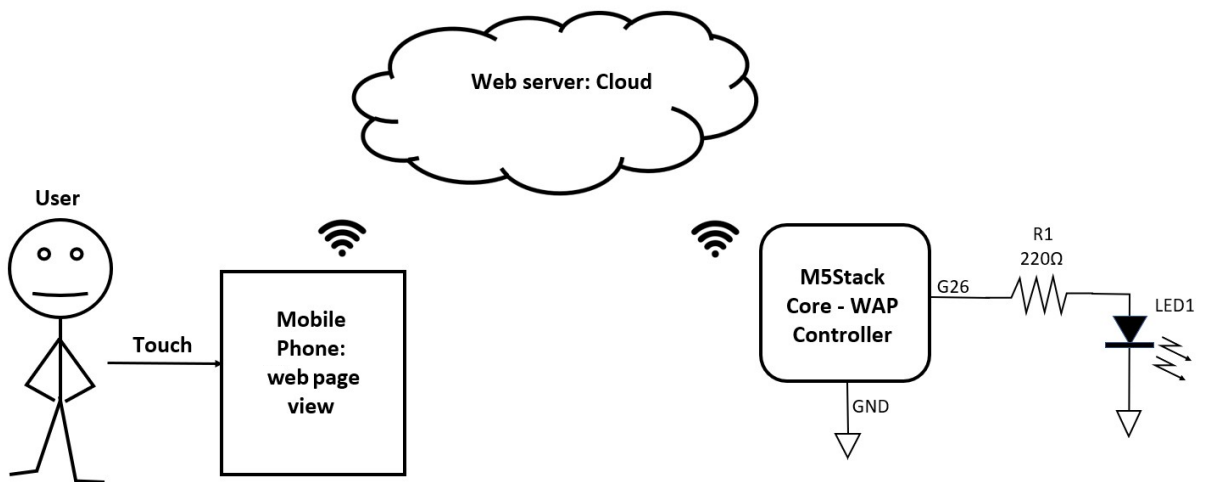 Web server: Cloud
User
Touch
Mobile
Phone:
web page
view
M5Stack
Core - WAP
Controller
G26
R1
220Ω
LED1
GND